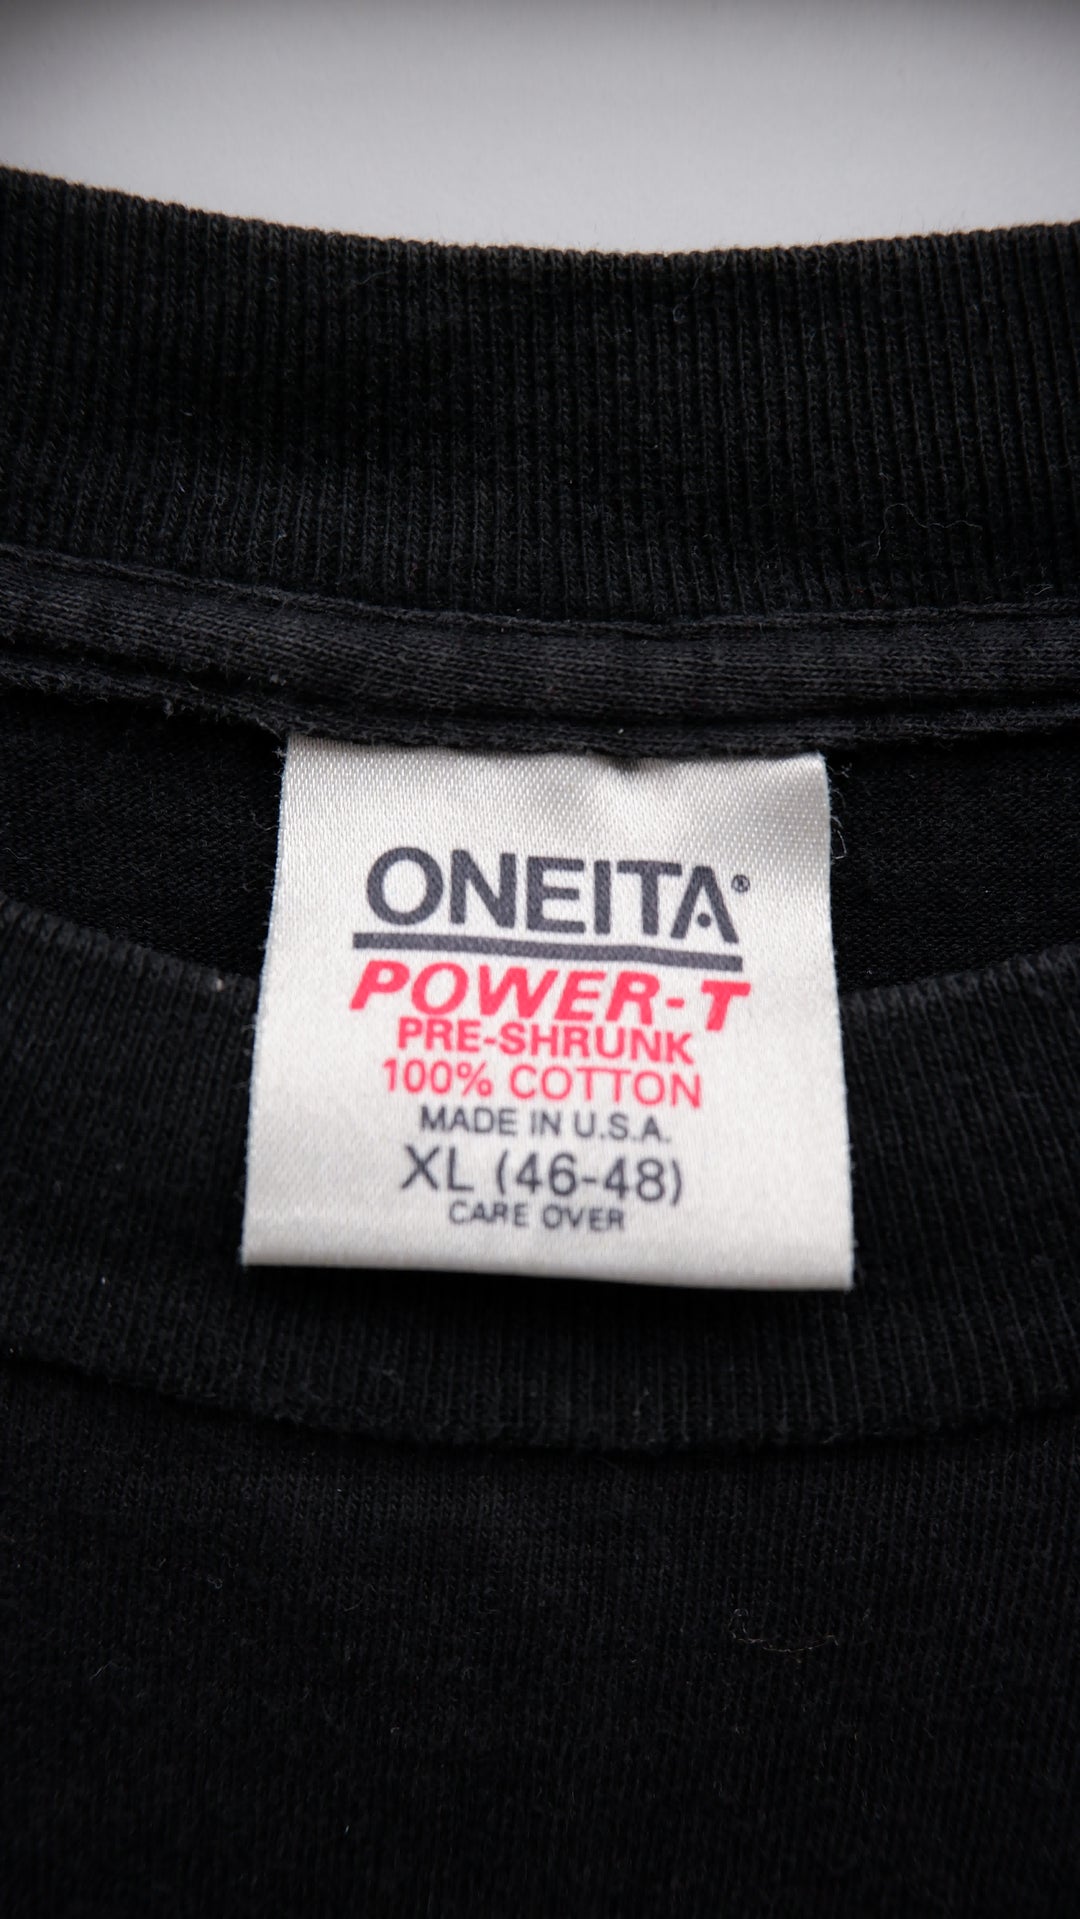 ONEITA®
POWER-T
PRE-SHRUNK
100% COTTON
MADE IN U.S.A.
XL (46-48)
CARE OVER